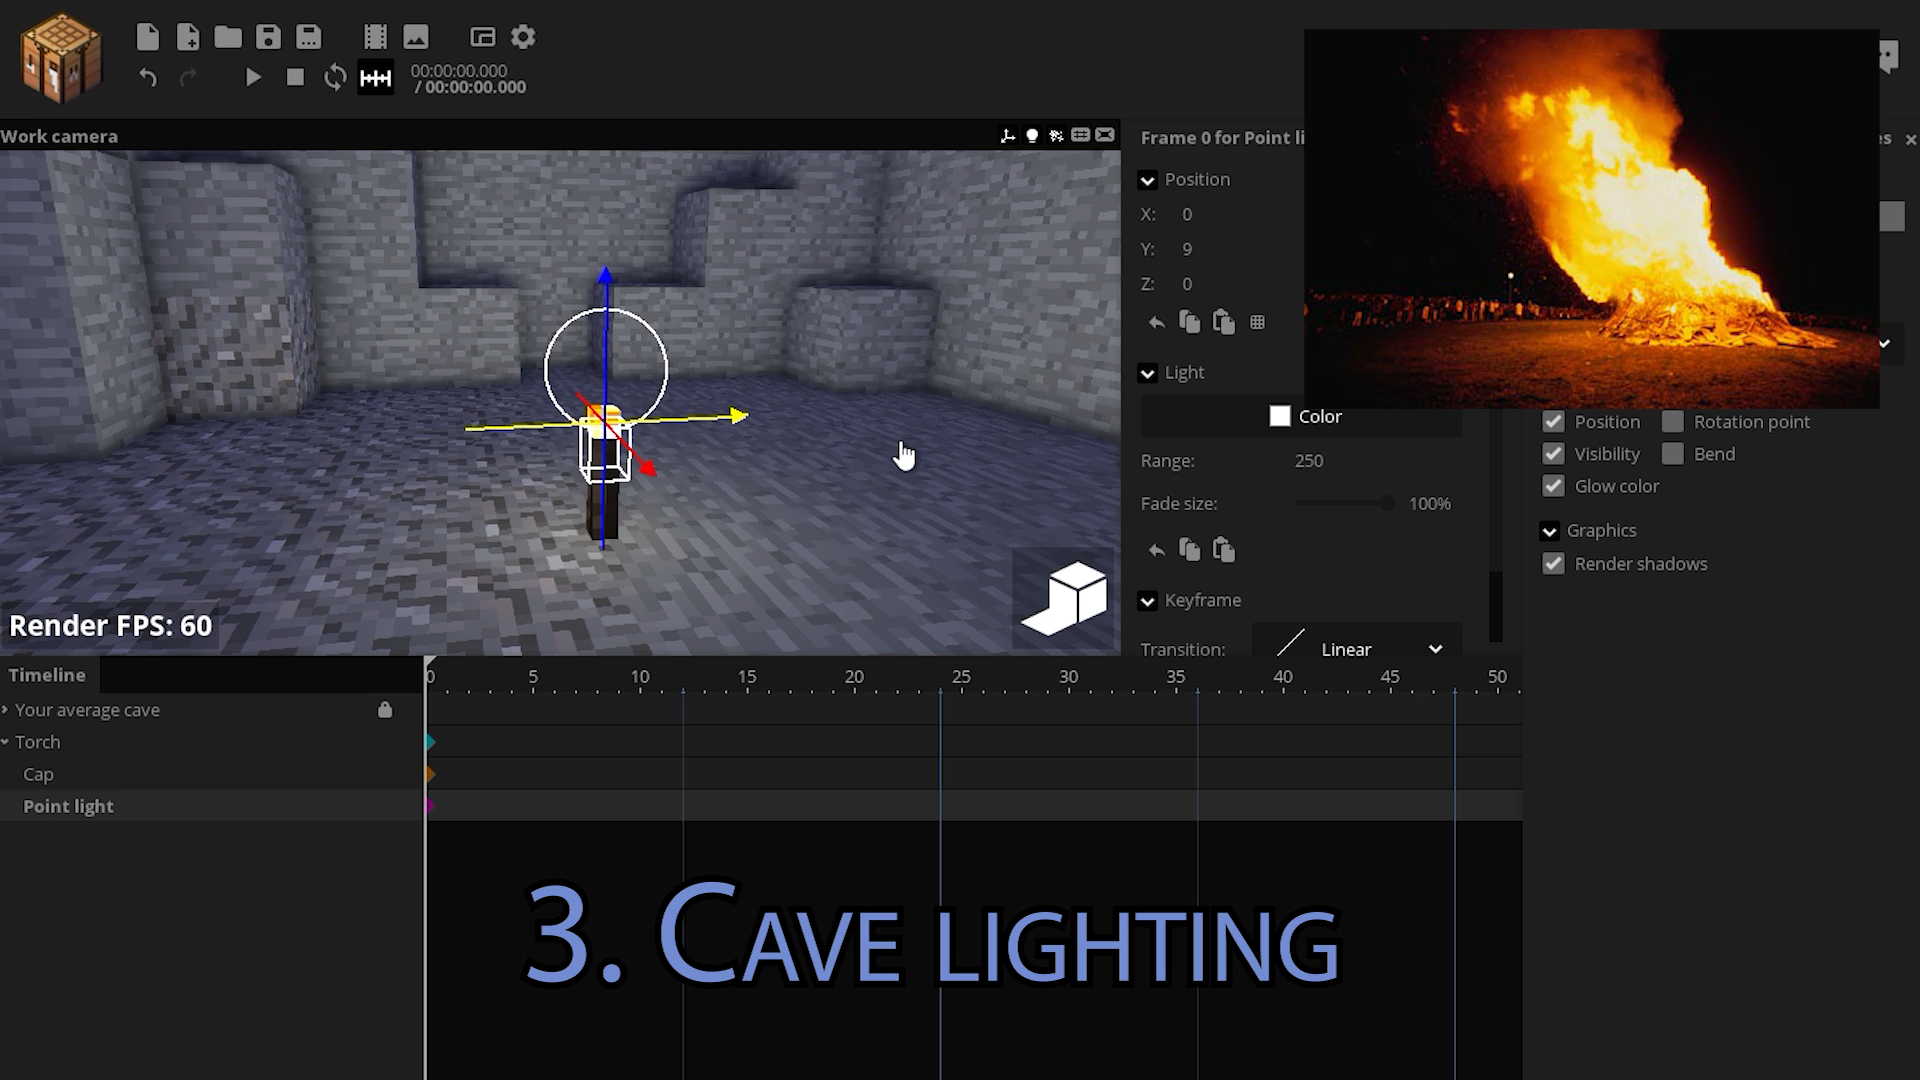 00:00:00.000
/ 00:00:00.000
Work camera
Render FPS: 60
Frame 0 for Point li
es
Position
X: 0
Y: 9
Z: 0
Light
Color
Range: 250
Fade size: 100%
Keyframe
Transition: Linear
Position
Rotation point
Visibility
Bend
Glow color
Graphics
Render shadows
Timeline
0 5 10 15 20 25 30 35 40 45 50
Your average cave
Torch
Cap
Point light
3. Cave lighting